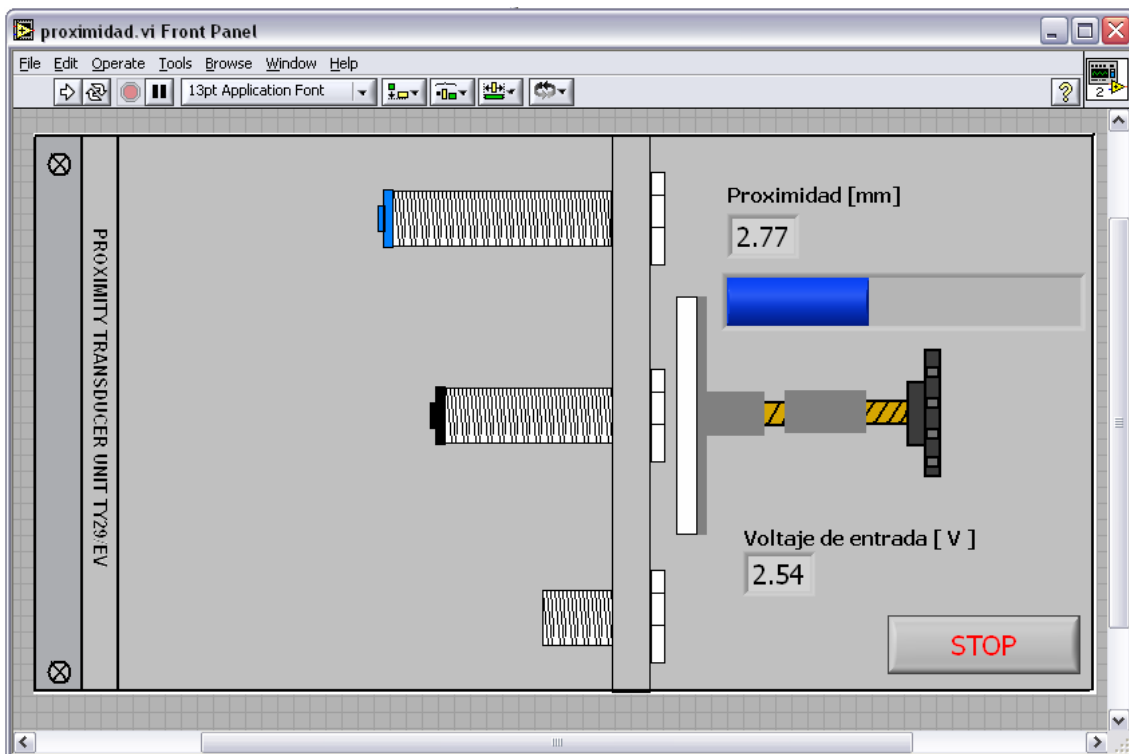 proximidad.vi Front Panel
File Edit Operate Tools Browse Window Help
13pt Application Font
2
PROXIMITY TRANSDUCER UNIT TY29/EV
Proximidad [mm]
2.77
Voltaje de entrada [ V ]
2.54
STOP